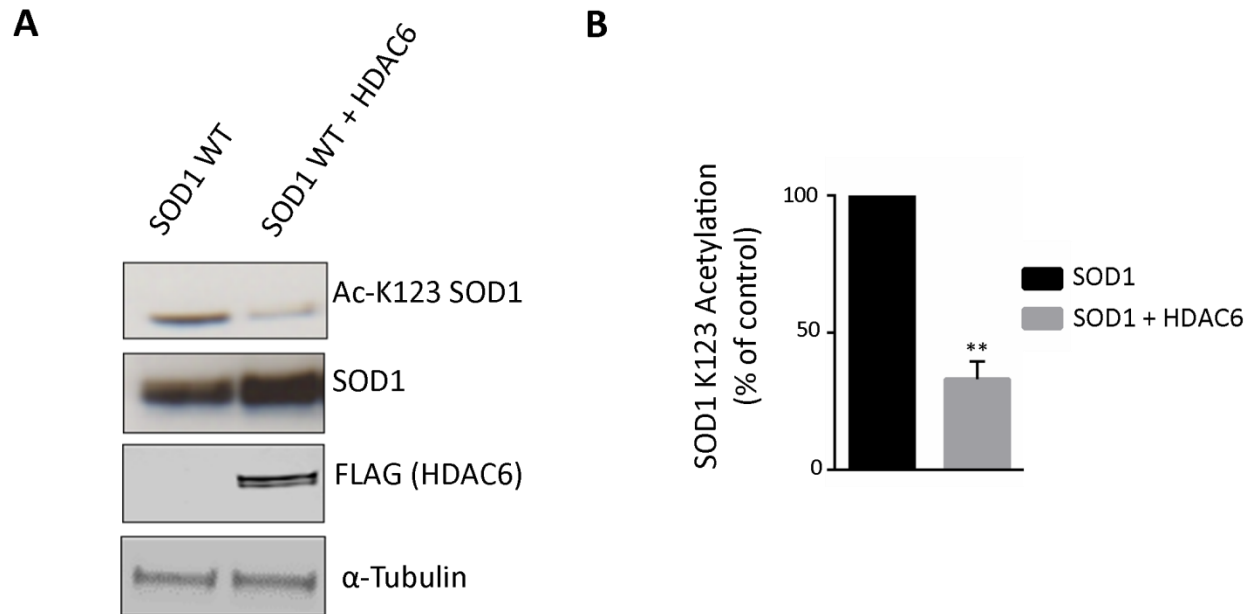 A
B
SOD1 WT
SOD1 WT + HDAC6
Ac-K123 SOD1
SOD1
FLAG (HDAC6)
α-Tubulin
SOD1 K123 Acetylation
(% of control)
100
50
0
**
SOD1
SOD1 + HDAC6